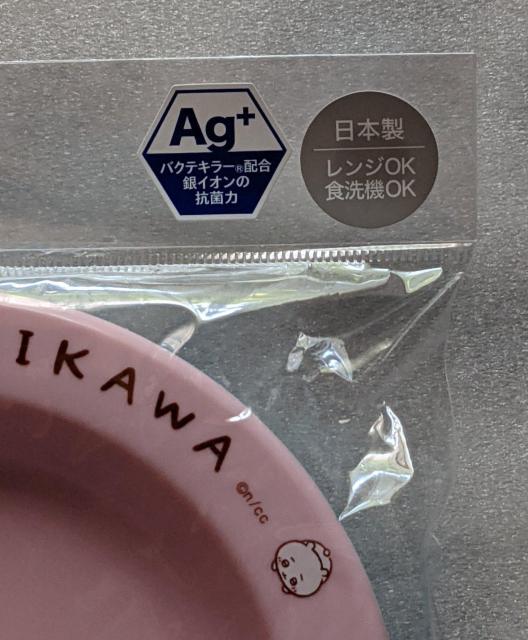 Ag+
バクテキラー®配合
銀イオンの
抗菌力
日本製
レンジOK
食洗機OK
IKAWA
©n/cc